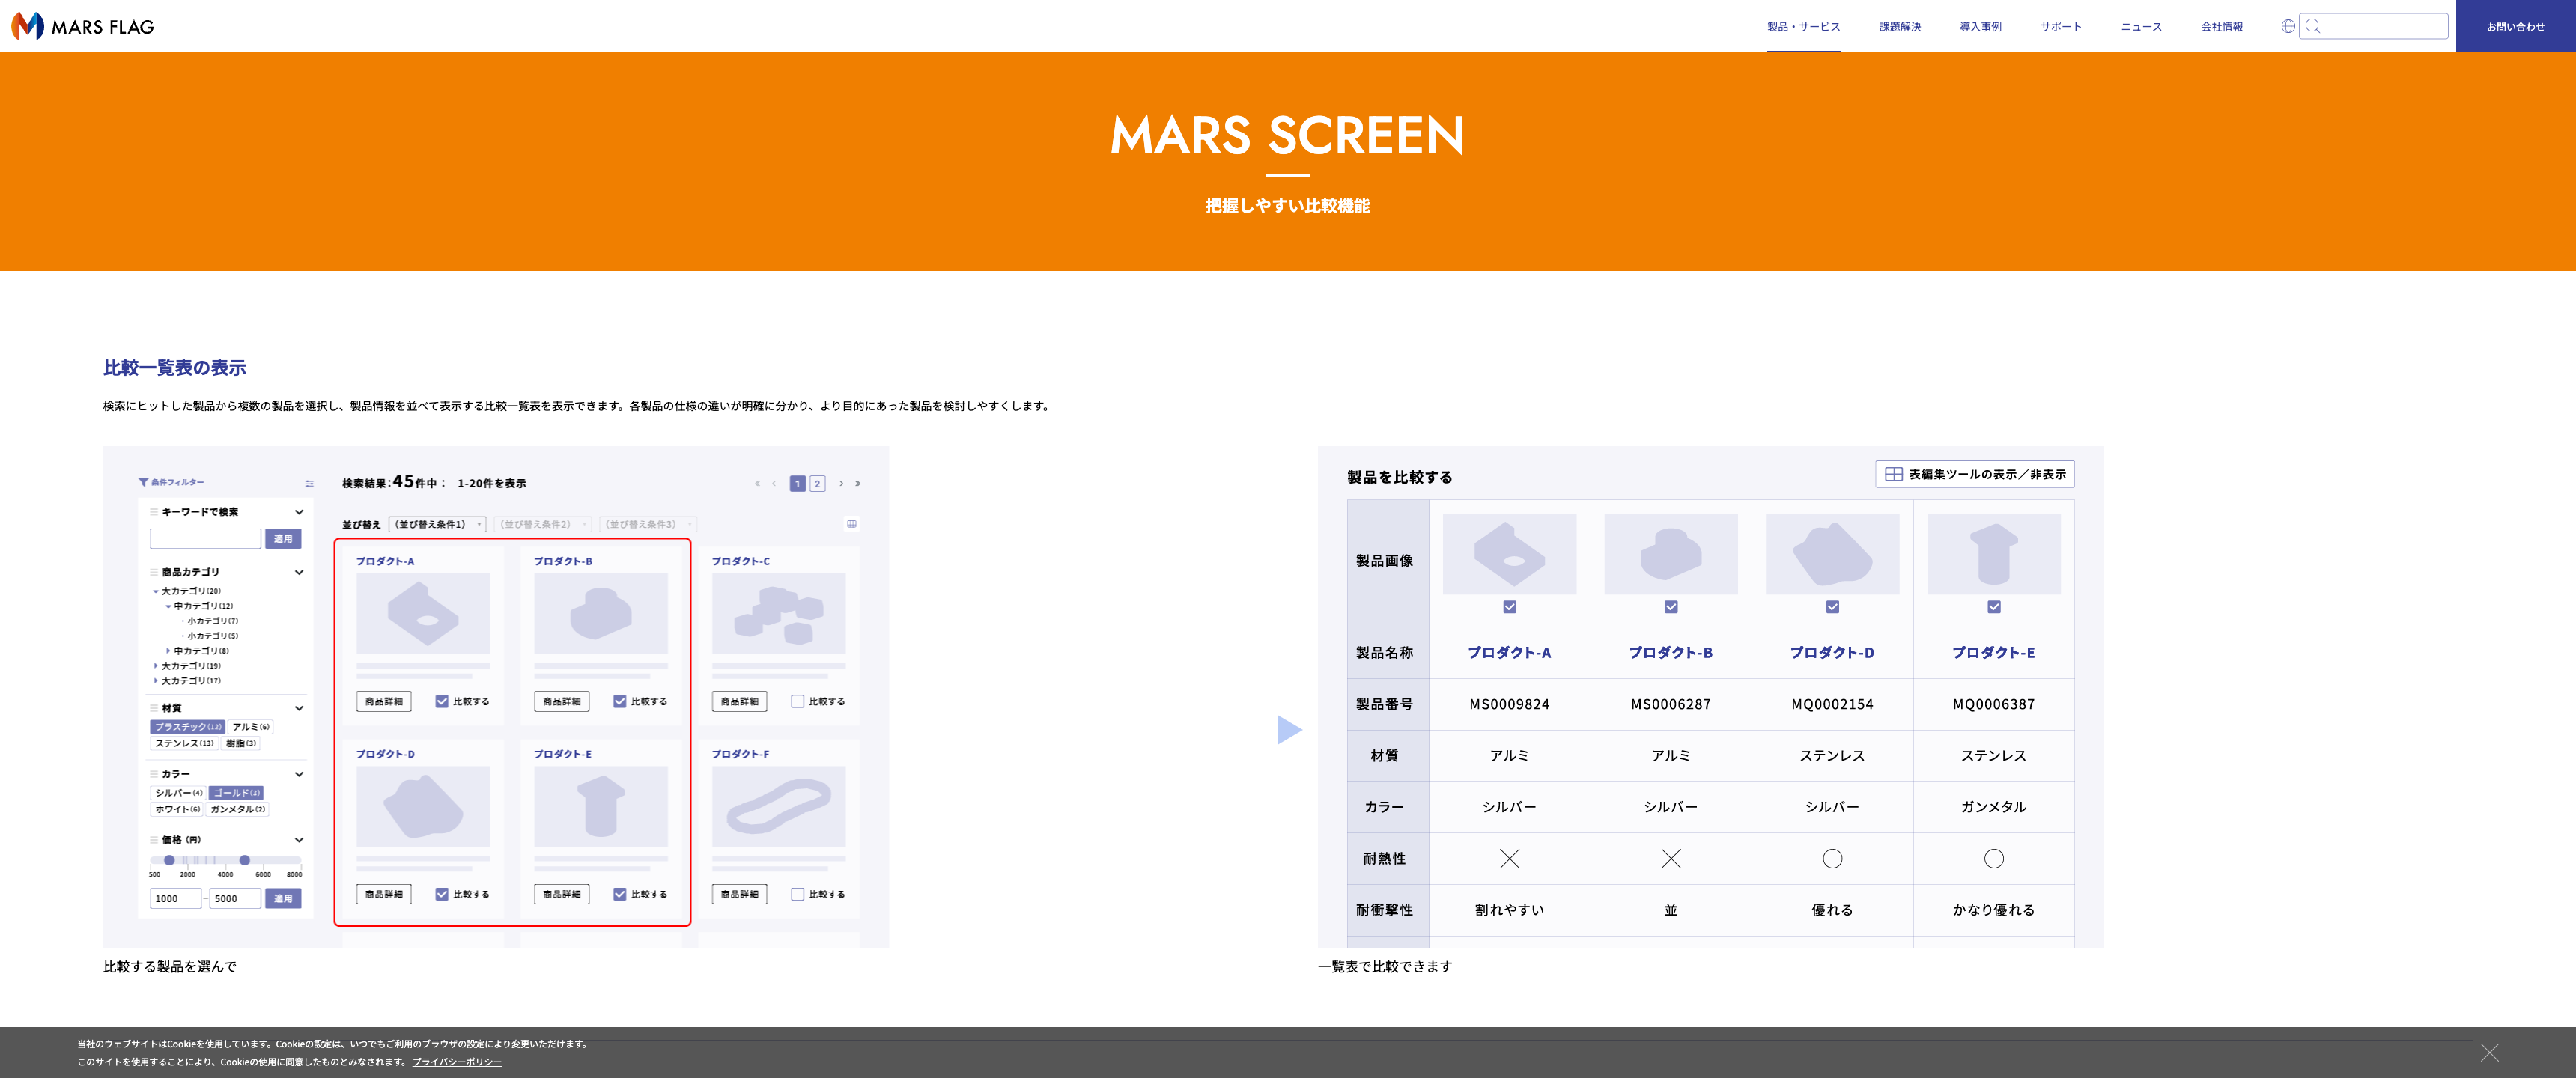 MARS FLAG
製品・サービス
課題解決
導入事例
サポート
ニュース
会社情報
お問い合わせ
MARS SCREEN
把握しやすい比較機能
比較一覧表の表示
検索にヒットした製品から複数の製品を選択し、製品情報を並べて表示する比較一覧表を表示できます。各製品の仕様の違いが明確に分かり、より目的にあった製品を検討しやすくします。
条件フィルター
キーワードで検索
適用
商品カテゴリ
大カテゴリ(20)
中カテゴリ(12)
・小カテゴリ(7)
・小カテゴリ(5)
中カテゴリ(8)
大カテゴリ(19)
大カテゴリ(17)
材質
プラスチック(12) アルミ(6)
ステンレス(13) 樹脂(3)
カラー
シルバー(4) ゴールド(3)
ホワイト(6) ガンメタル(2)
価格(円)
500 2000 4000 6000 8000
1000 – 5000 適用
検索結果:45件中: 1-20件を表示
« ‹ 1 2 › »
並び替え (並び替え条件1) (並び替え条件2) (並び替え条件3)
プロダクト-A プロダクト-B プロダクト-C
商品詳細 比較する 商品詳細 比較する 商品詳細 比較する
プロダクト-D プロダクト-E プロダクト-F
商品詳細 比較する 商品詳細 比較する 商品詳細 比較する
比較する製品を選んで
製品を比較する
表編集ツールの表示／非表示
製品画像
製品名称 プロダクト-A プロダクト-B プロダクト-D プロダクト-E
製品番号 MS0009824 MS0006287 MQ0002154 MQ0006387
材質 アルミ アルミ ステンレス ステンレス
カラー シルバー シルバー シルバー ガンメタル
耐熱性 × × ○ ○
耐衝撃性 割れやすい 並 優れる かなり優れる
一覧表で比較できます
当社のウェブサイトはCookieを使用しています。Cookieの設定は、いつでもご利用のブラウザの設定により変更いただけます。
このサイトを使用することにより、Cookieの使用に同意したものとみなされます。 プライバシーポリシー